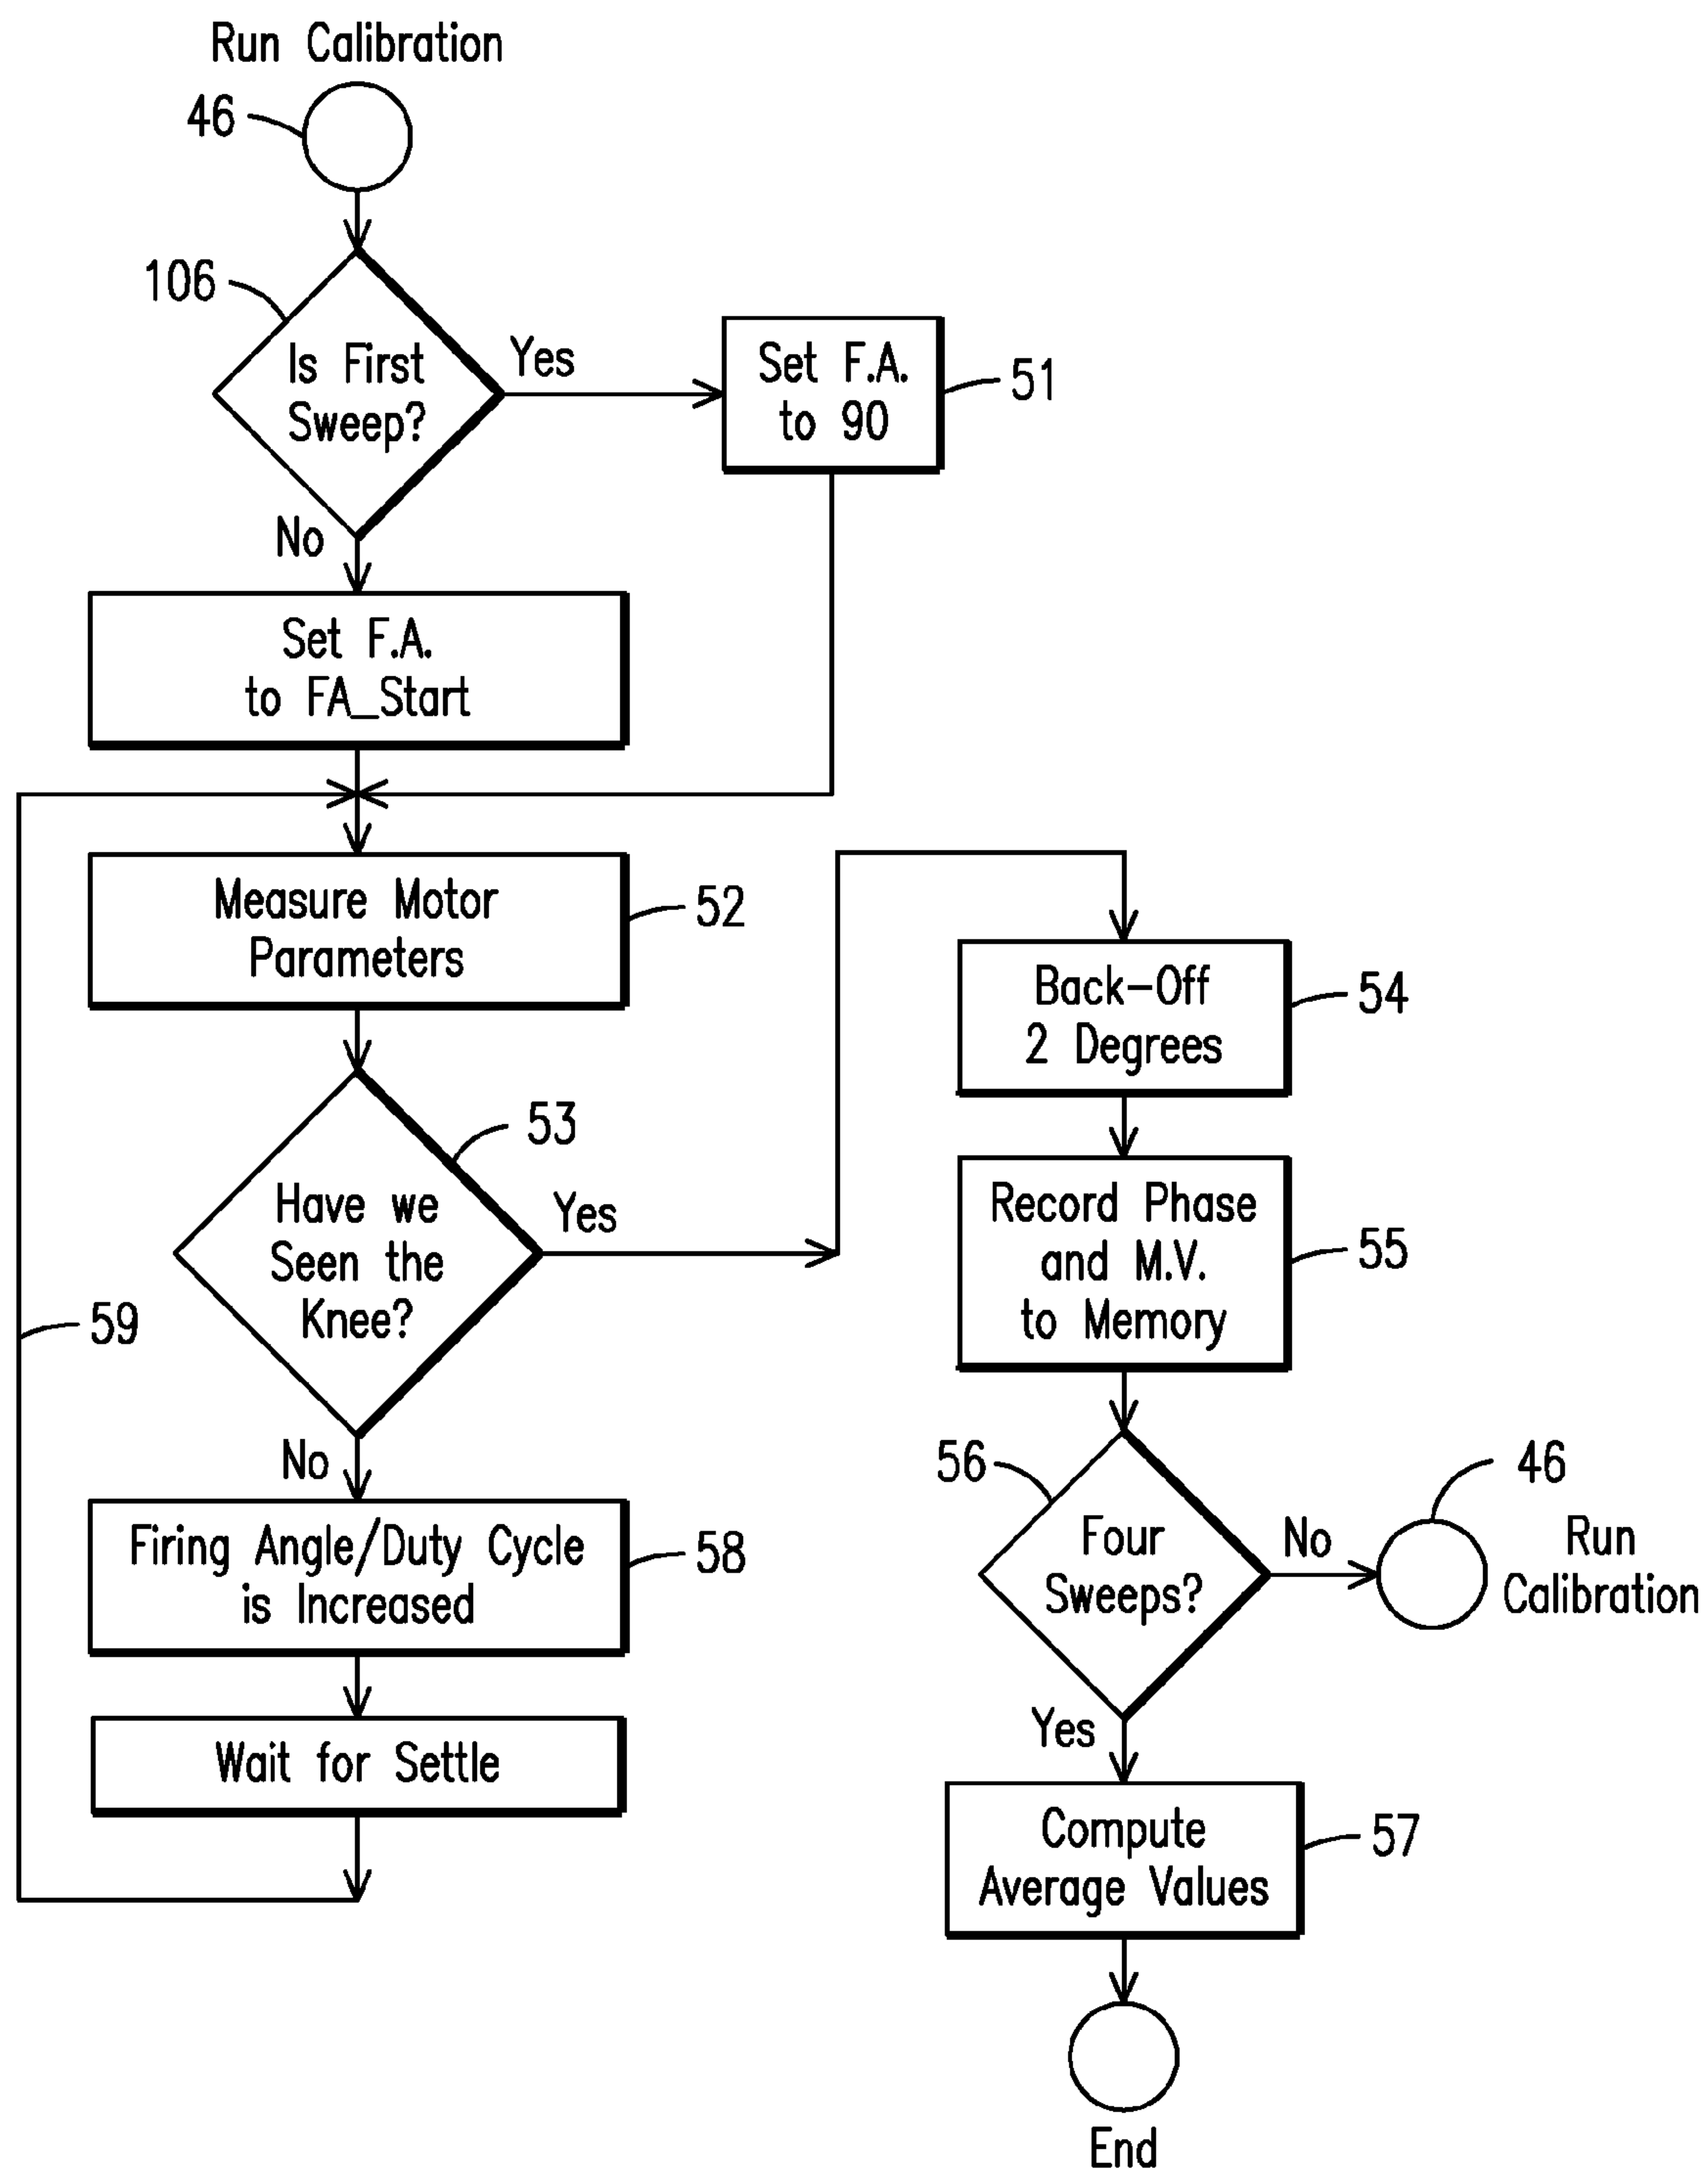 Run Calibration
46
106
Is First
Sweep?
Yes
Set F.A.
to 90
51
No
Set F.A.
to FA_Start
Measure Motor
Parameters
52
53
Have we
Seen the
Knee?
Yes
59
No
Firing Angle/Duty Cycle
is Increased
58
Wait for Settle
Back-Off
2 Degrees
54
Record Phase
and M.V.
to Memory
55
56
Four
Sweeps?
No
46
Run
Calibration
Yes
Compute
Average Values
57
End